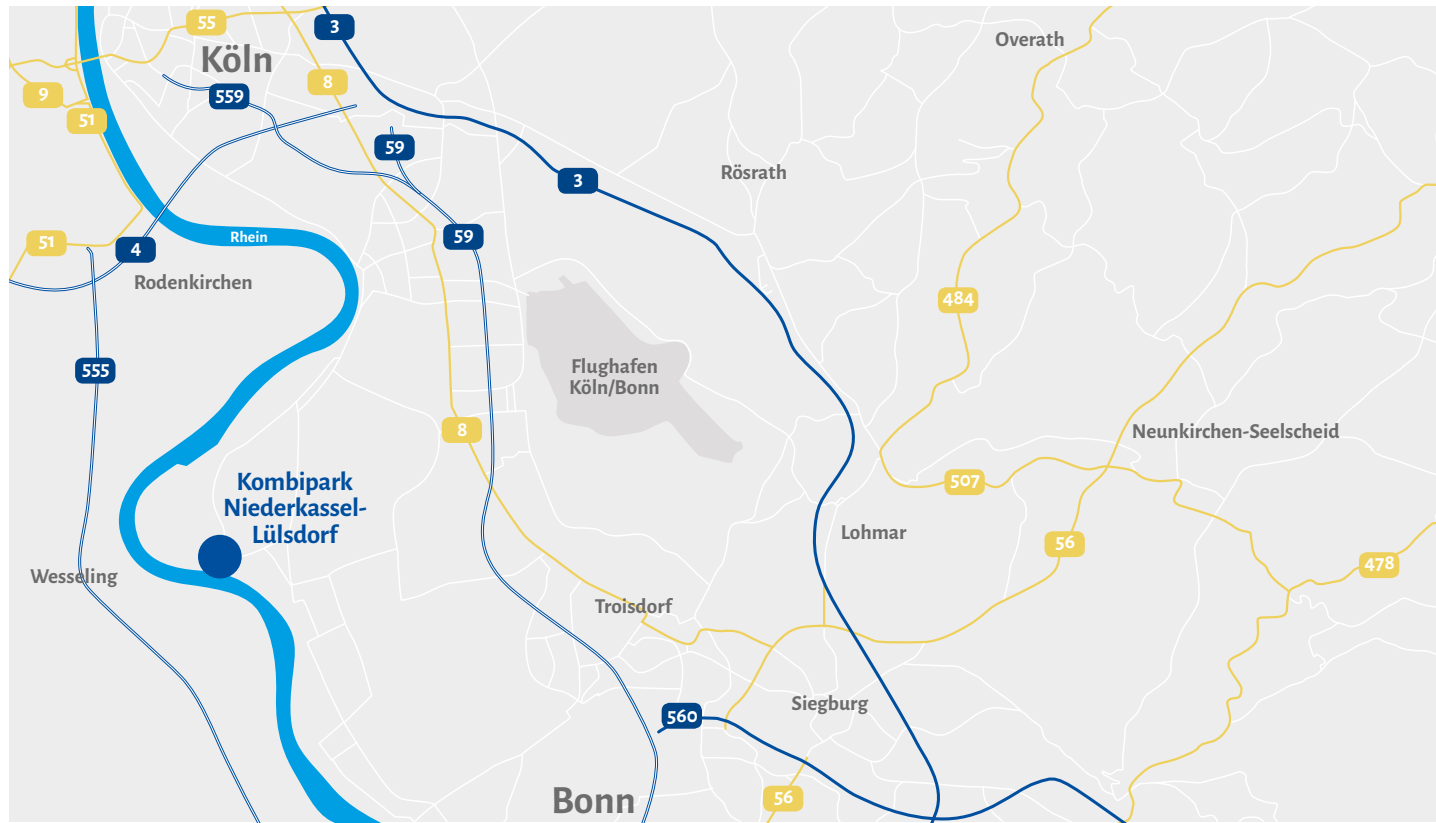 55
3
Overath
Köln
8
9
559
51
59
Rösrath
3
51
4
Rhein
59
Rodenkirchen
484
555
Flughafen
Köln/Bonn
8
Neunkirchen-Seelscheid
Kombipark
Niederkassel-
Lülsdorf
507
Lohmar
56
478
Wesseling
Troisdorf
Siegburg
560
Bonn
56